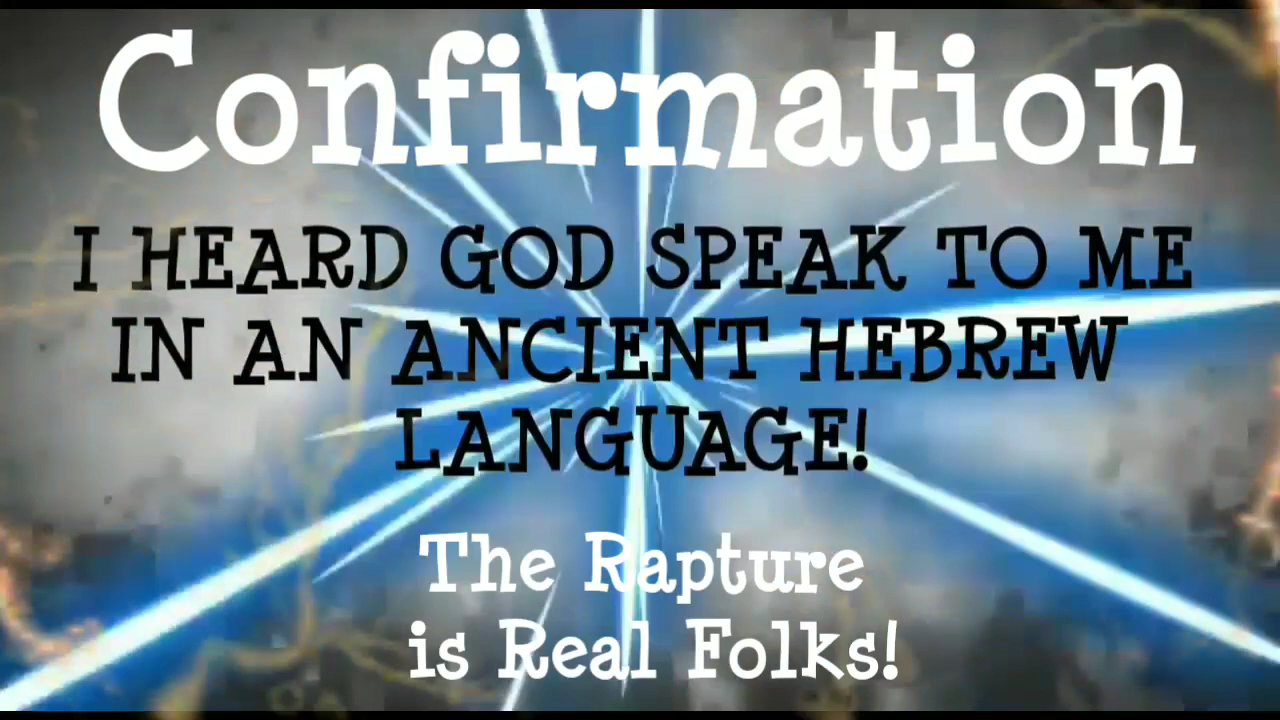 Confirmation
I HEARD GOD SPEAK TO ME
IN AN ANCIENT HEBREW
LANGUAGE!
The Rapture
is Real Folks!